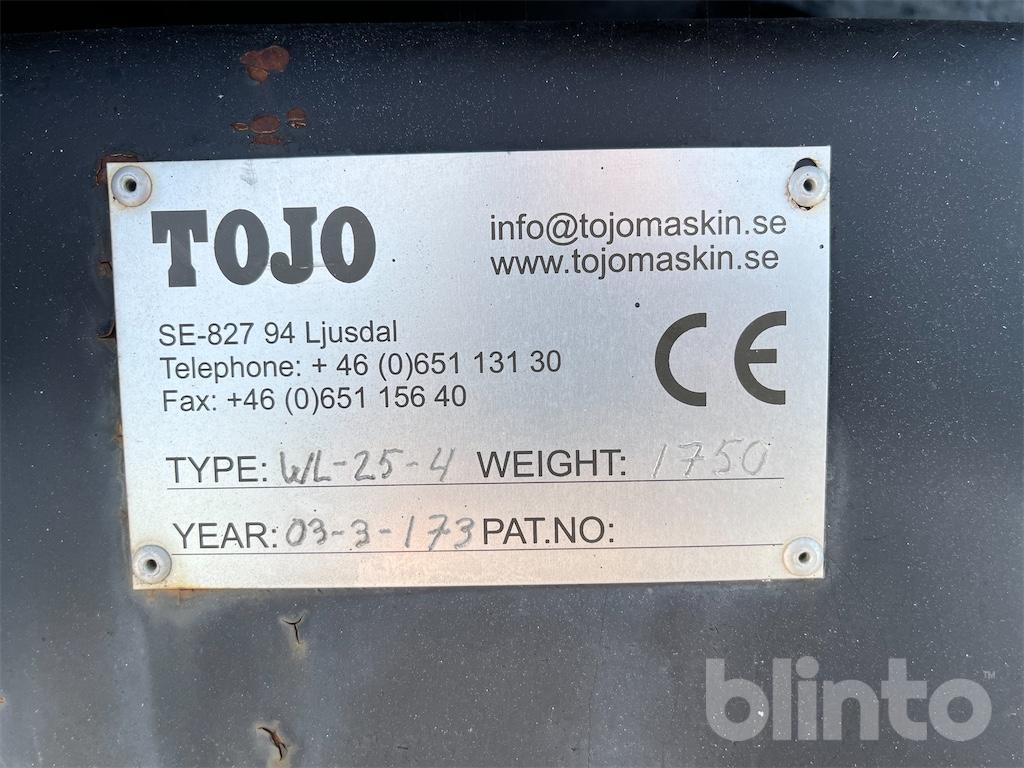 TOJO
info@tojomaskin.se
www.tojomaskin.se
SE-827 94 Ljusdal
Telephone: + 46 (0)651 131 30
Fax: +46 (0)651 156 40
CE
TYPE: WL-25-4 WEIGHT: 1750
YEAR: 03-3-173 PAT.NO:
blinto™